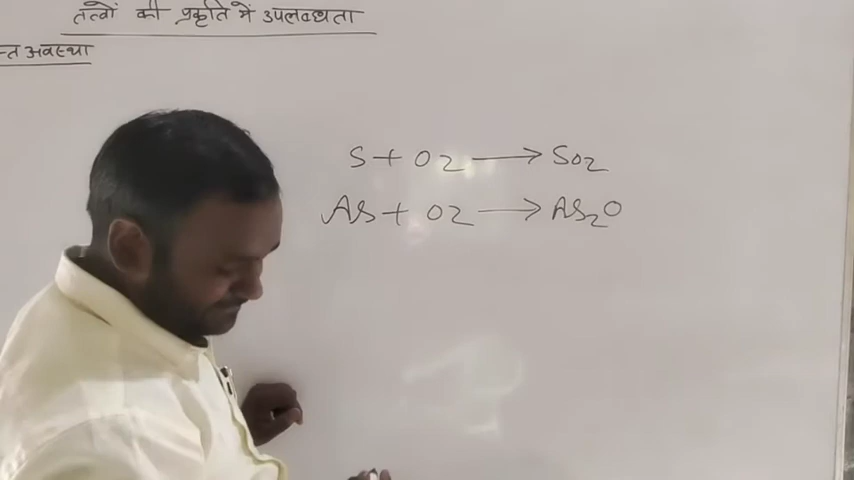 तत्वों की प्रकृति में उपलब्धता
अवस्था
S + O2 → SO2
As + O2 → As2O